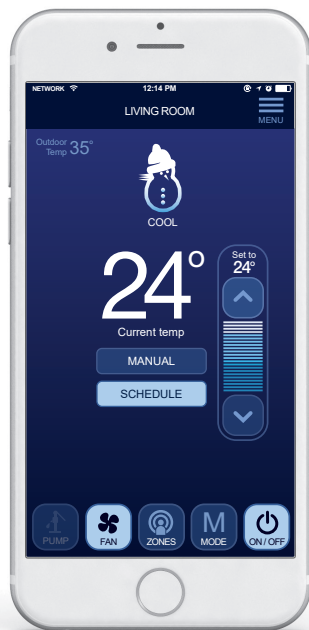 NETWORK 12:14 PM
LIVING ROOM
MENU
Outdoor
Temp 35°
COOL
24°
Current temp
Set to
24°
MANUAL
SCHEDULE
PUMP
FAN
ZONES
M
MODE
ON / OFF